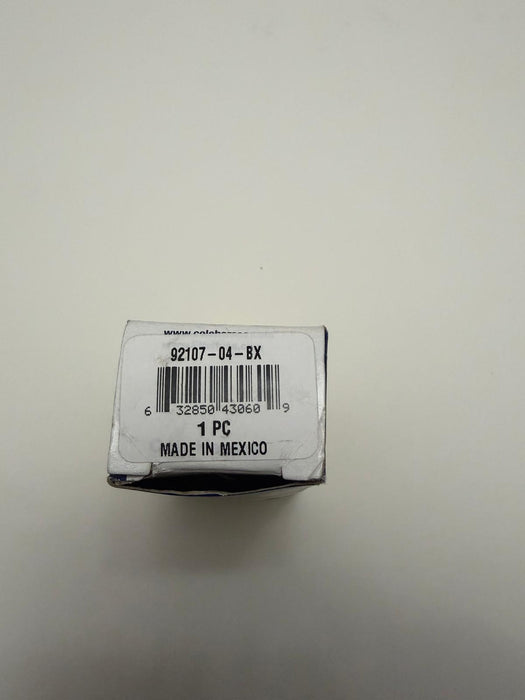 92107-04-BX
6 32850 43060 9
1 PC
MADE IN MEXICO